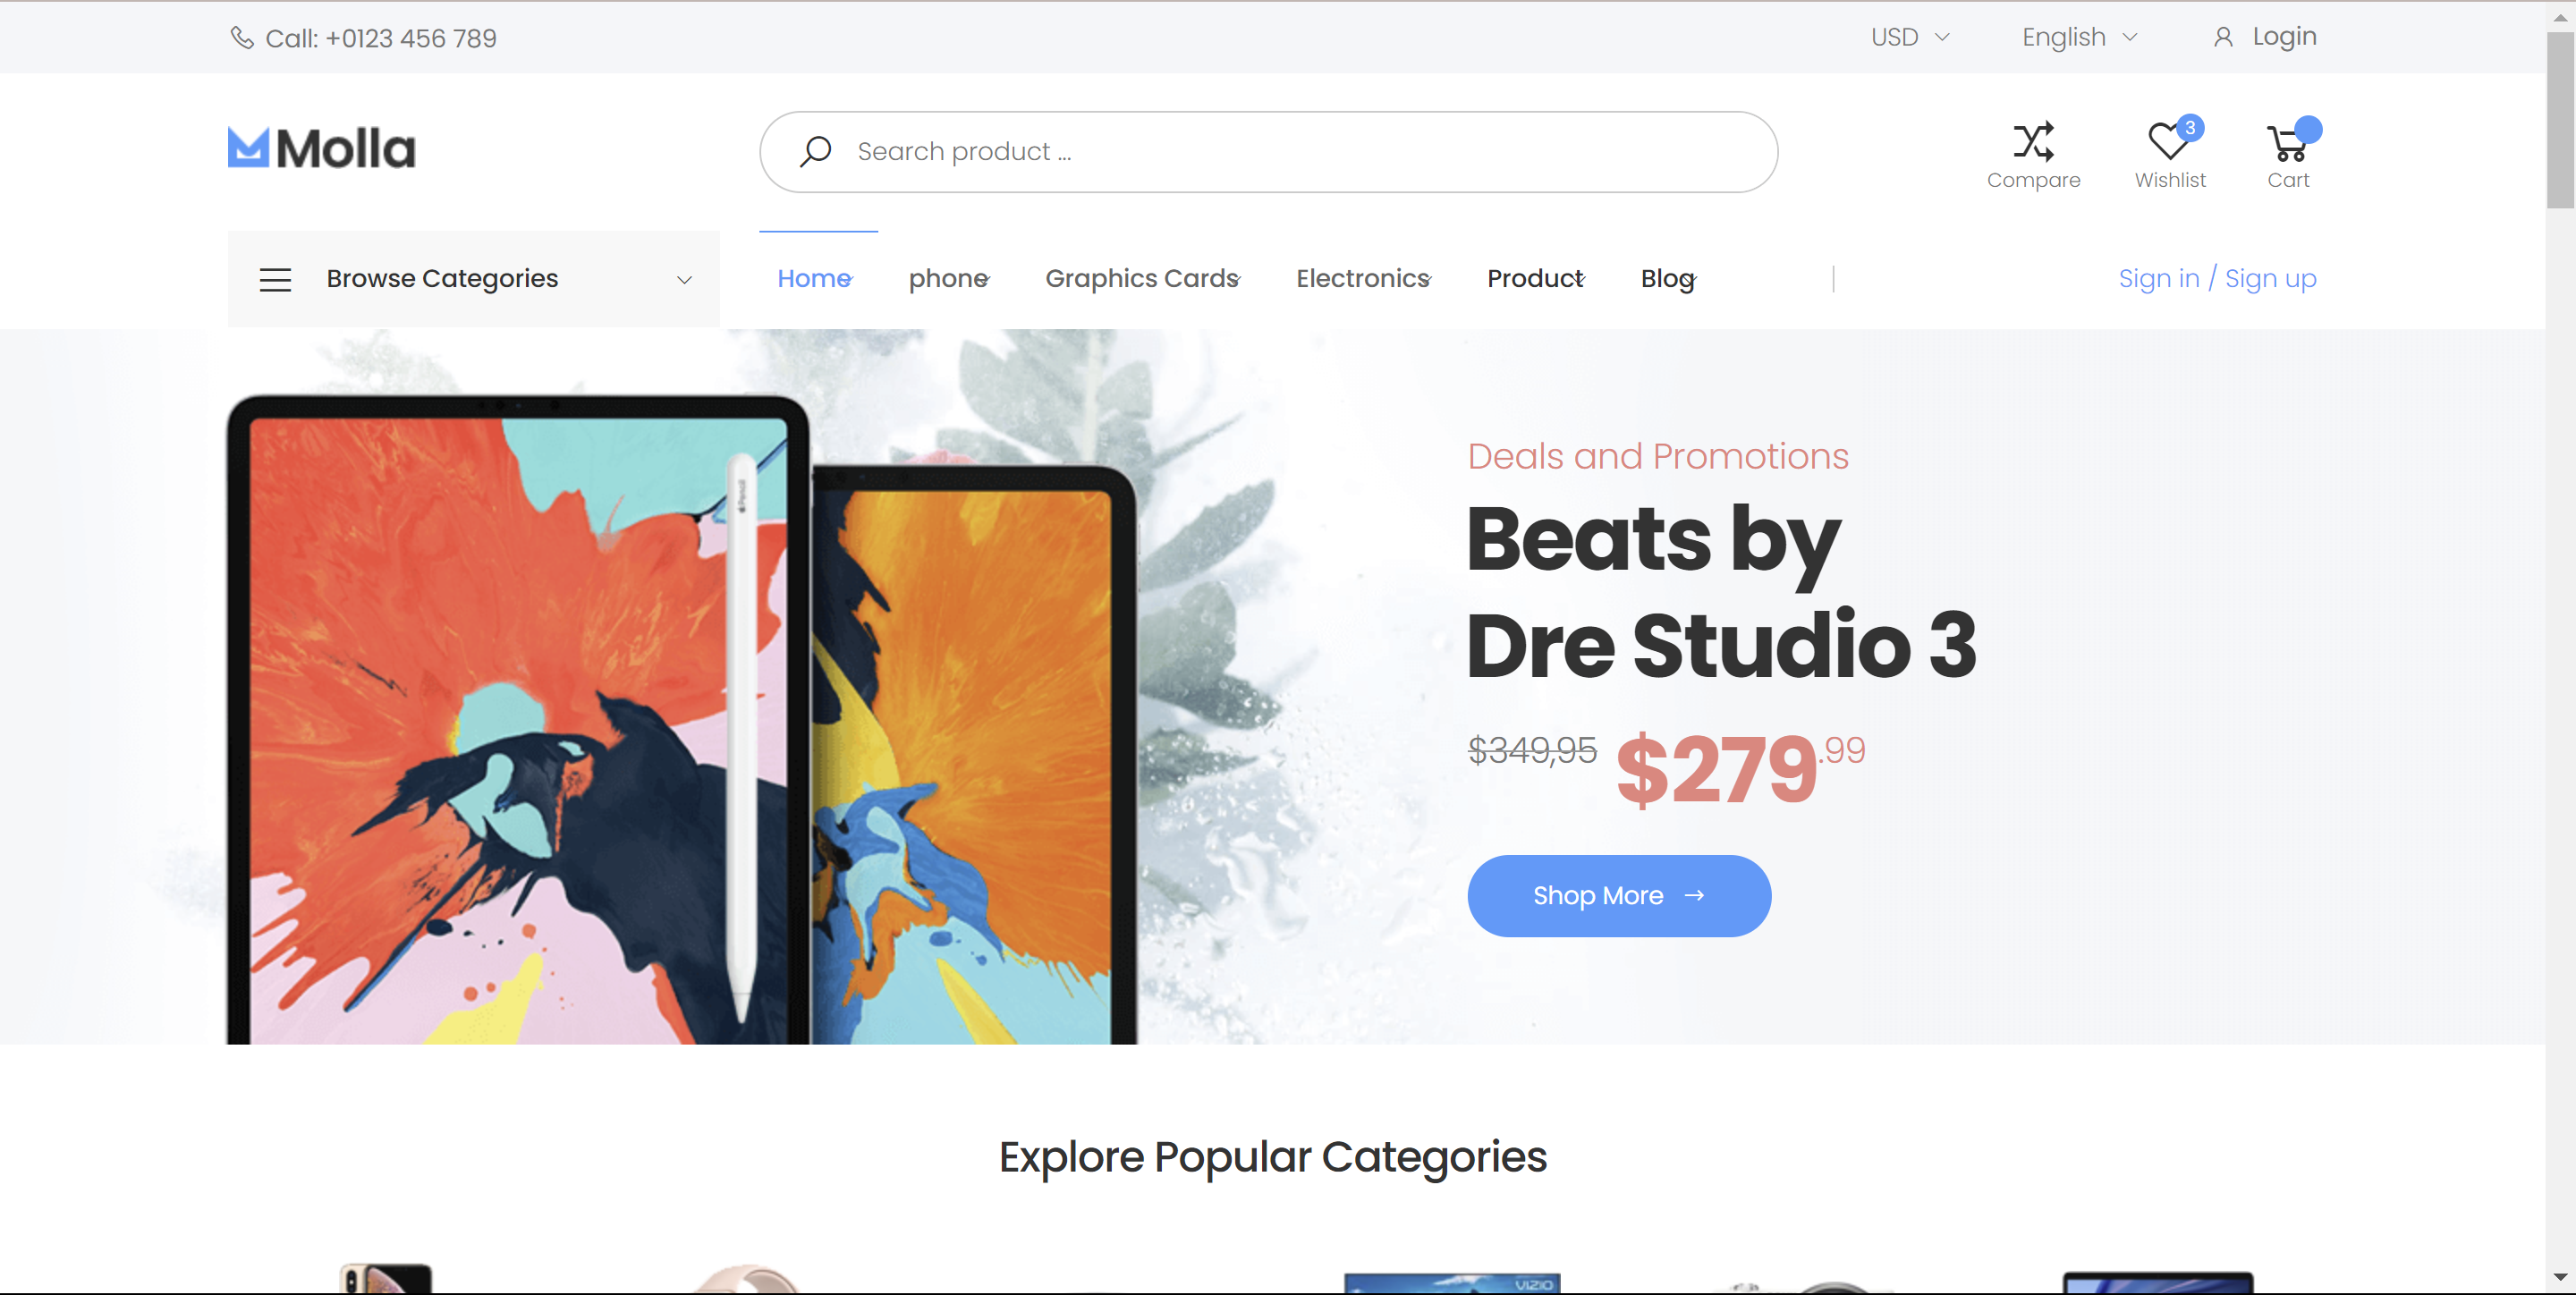 Call: +0123 456 789
USD
English
Login
Molla
Search product ...
3
Compare
Wishlist
Cart
Browse Categories
Home
phone
Graphics Cards
Electronics
Product
Blog
Sign in / Sign up
Deals and Promotions
Beats by
Dre Studio 3
$349,95 $279.99
Shop More
Explore Popular Categories
VIZIO